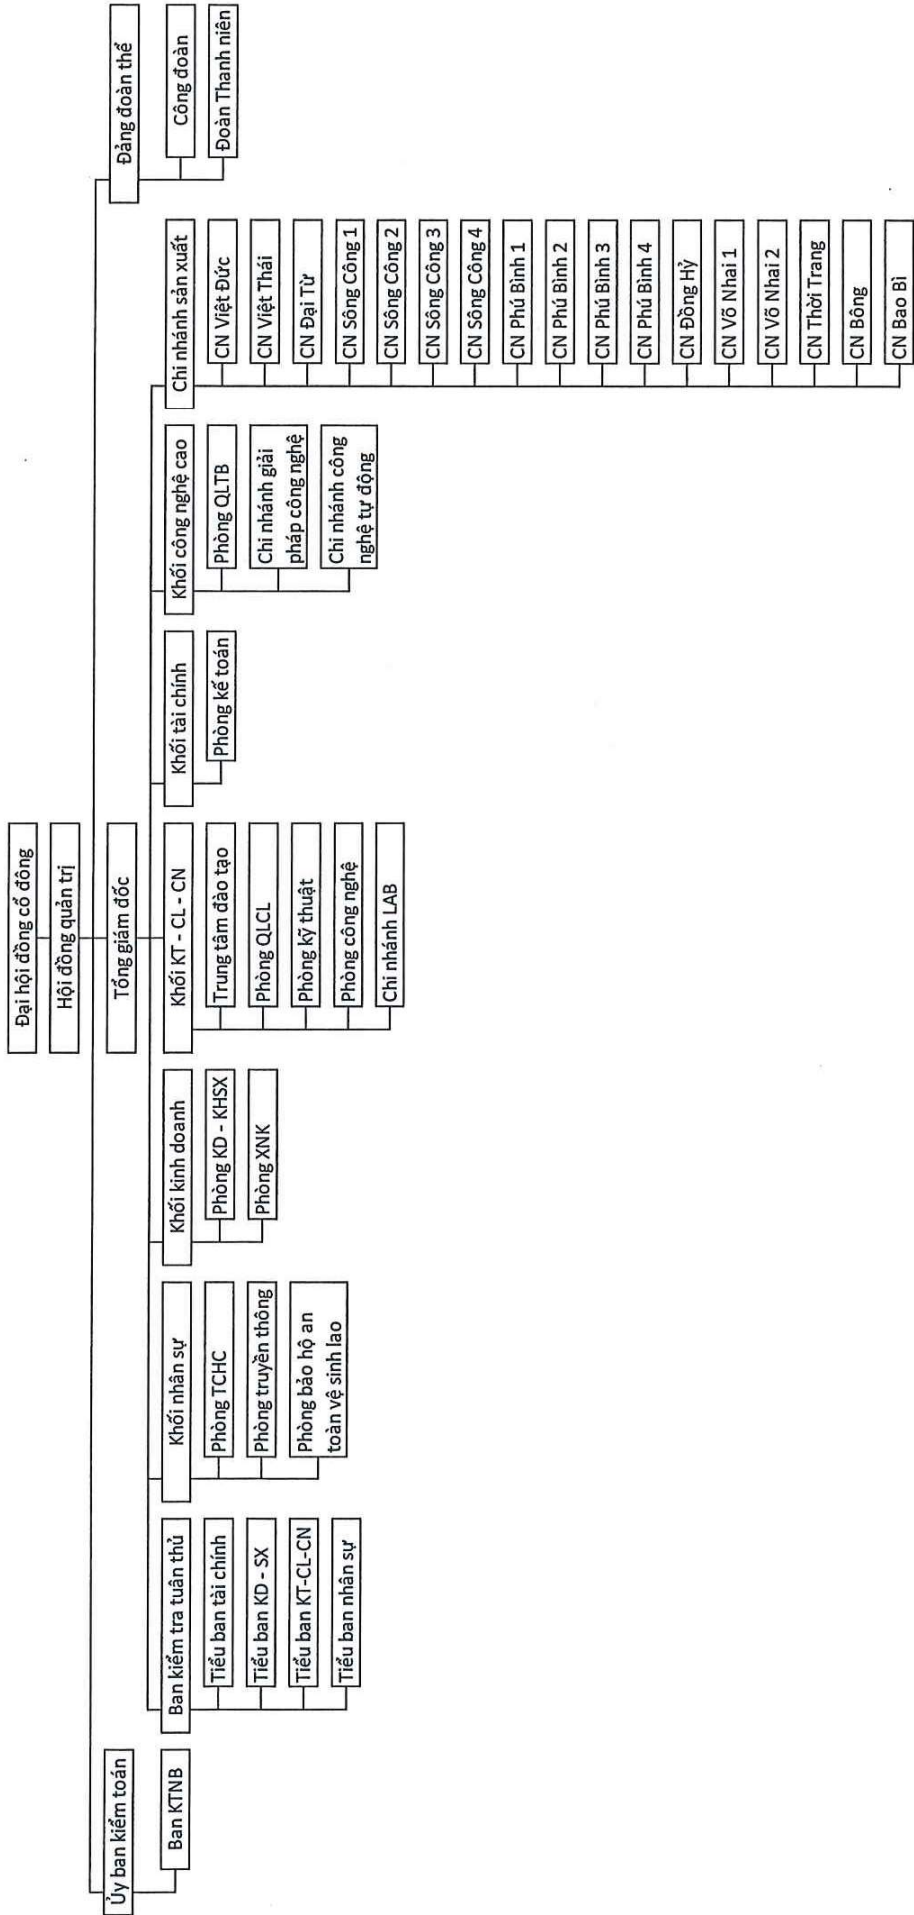 Đại hội đồng cổ đông
Hội đồng quản trị
Ủy ban kiểm toán
Ban KTNB
Tổng giám đốc
Đảng đoàn thể
Công đoàn
Đoàn Thanh niên
Ban kiểm tra tuân thủ
Tiểu ban tài chính
Tiểu ban KD - SX
Tiểu ban KT-CL-CN
Tiểu ban nhân sự
Khối nhân sự
Phòng TCHC
Phòng truyền thông
Phòng bảo hộ an
toàn vệ sinh lao
Khối kinh doanh
Phòng KD - KHSX
Phòng XNK
Khối KT - CL - CN
Trung tâm đào tạo
Phòng QLCL
Phòng kỹ thuật
Phòng công nghệ
Chi nhánh LAB
Khối tài chính
Phòng kế toán
Khối công nghệ cao
Phòng QLTB
Chi nhánh giải
pháp công nghệ
Chi nhánh công
nghệ tự động
Chi nhánh sản xuất
CN Việt Đức
CN Việt Thái
CN Đại Từ
CN Sông Công 1
CN Sông Công 2
CN Sông Công 3
CN Sông Công 4
CN Phú Bình 1
CN Phú Bình 2
CN Phú Bình 3
CN Phú Bình 4
CN Đồng Hỷ
CN Võ Nhai 1
CN Võ Nhai 2
CN Thời Trang
CN Bông
CN Bao Bì